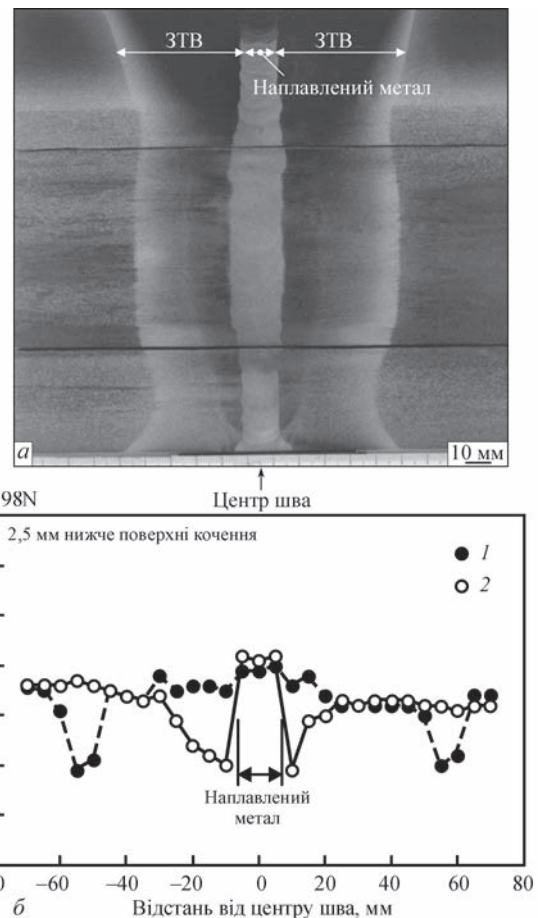 ЗТВ ЗТВ
Наплавлений метал
а 10 мм
98N Центр шва
2,5 мм нижче поверхні кочення
1
2
Наплавлений
метал
0 –60 –40 –20 0 20 40 60 80
б Відстань від центру шва, мм